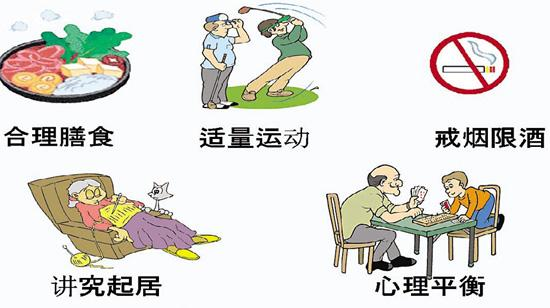 合理膳食
适量运动
戒烟限酒
讲究起居
心理平衡